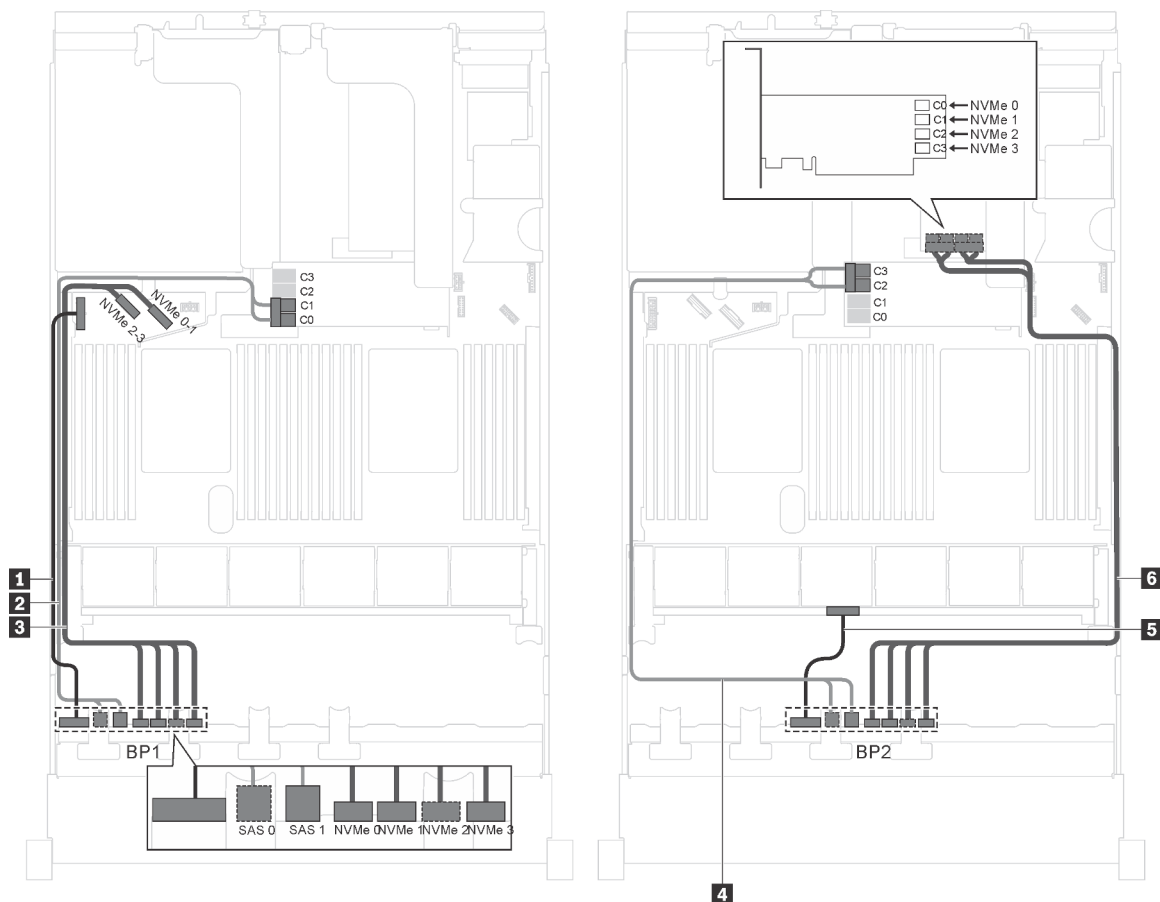 C3
C2
C1
C0
NVMe 0-1
NVMe 2-3
1
2
3
BP1
SAS 0
SAS 1
NVMe 0
NVMe 1
NVMe 2
NVMe 3
C0 NVMe 0
C1 NVMe 1
C2 NVMe 2
C3 NVMe 3
C3
C2
C1
C0
6
5
BP2
4